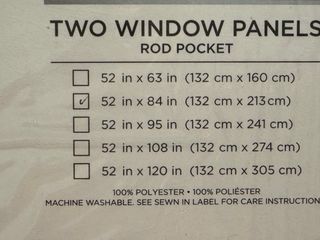 TWO WINDOW PANELS
ROD POCKET
52 in x 63 in (132 cm x 160 cm)
52 in x 84 in (132 cm x 213 cm)
52 in x 95 in (132 cm x 241 cm)
52 in x 108 in (132 cm x 274 cm)
52 in x 120 in (132 cm x 305 cm)
100% POLYESTER • 100% POLIÉSTER
MACHINE WASHABLE. SEE SEWN IN LABEL FOR CARE INSTRUCTION